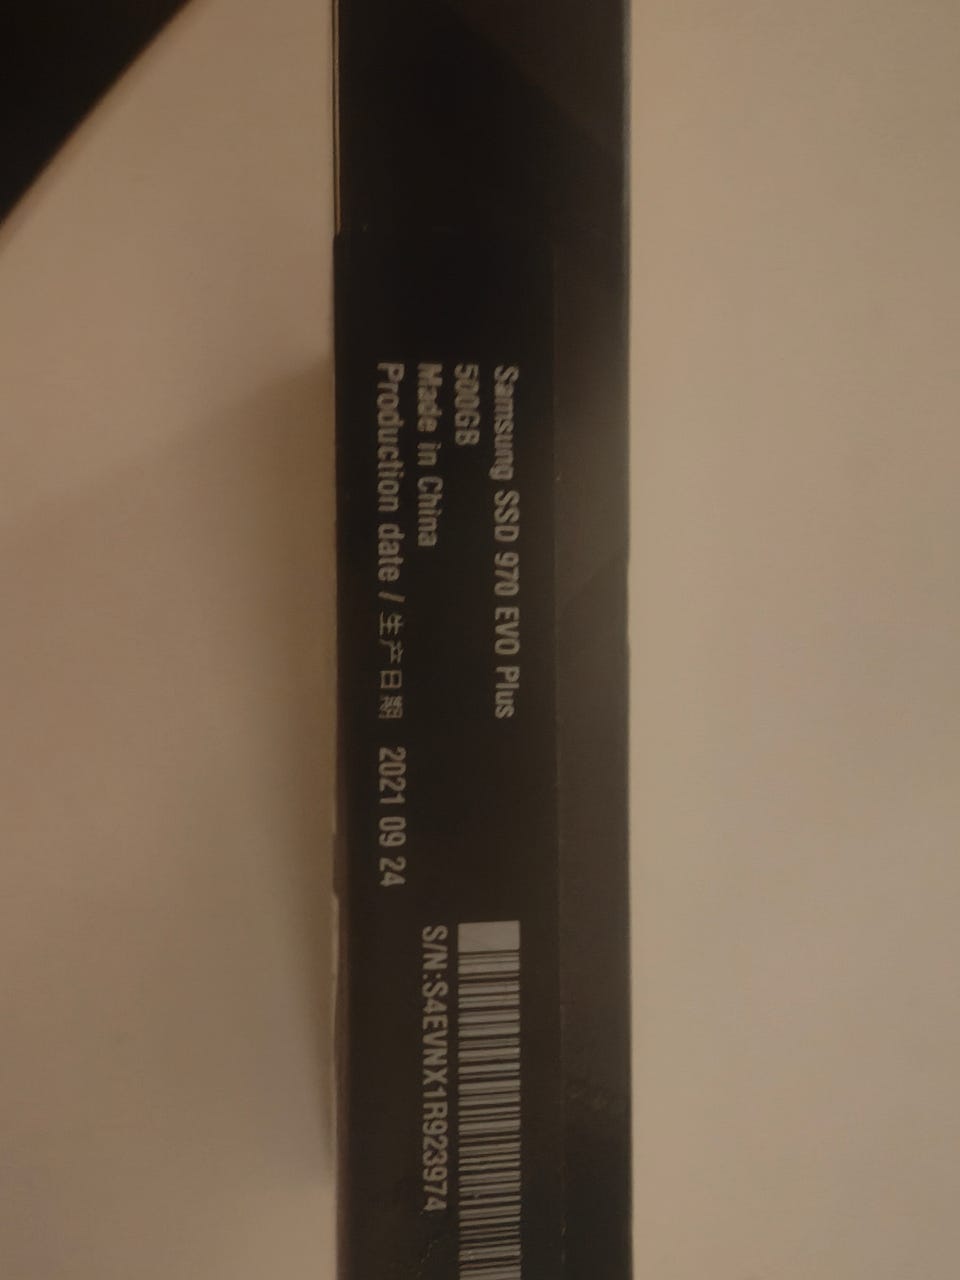 Samsung SSD 970 EVO Plus
500GB
Made in China
Production date / 生产日期 2021 09 24
S/N:S4EVNX1R923974